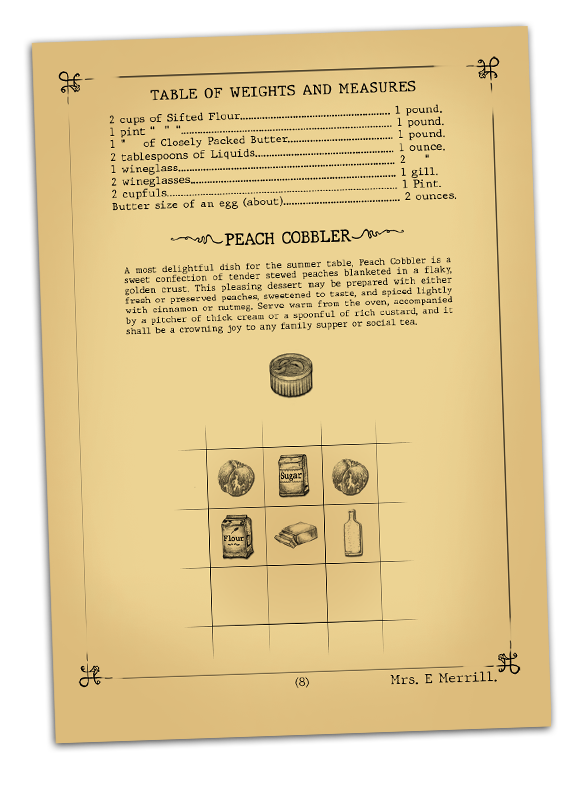 TABLE OF WEIGHTS AND MEASURES
2 cups of Sifted Flour........1 pound.
1 pint " " "........1 pound.
1 " of Closely Packed Butter........1 pound.
2 tablespoons of Liquids........1 ounce.
1 wineglass........2 "
2 wineglasses........1 gill.
2 cupfuls........1 Pint.
Butter size of an egg (about)........2 ounces.
PEACH COBBLER
A most delightful dish for the summer table, Peach Cobbler is a
sweet confection of tender stewed peaches blanketed in a flaky,
golden crust. This pleasing dessert may be prepared with either
fresh or preserved peaches, sweetened to taste, and spiced lightly
with cinnamon or nutmeg. Serve warm from the oven, accompanied
by a pitcher of thick cream or a spoonful of rich custard, and it
shall be a crowning joy to any family supper or social tea.
Sugar
Flour
(8)
Mrs. E Merrill.